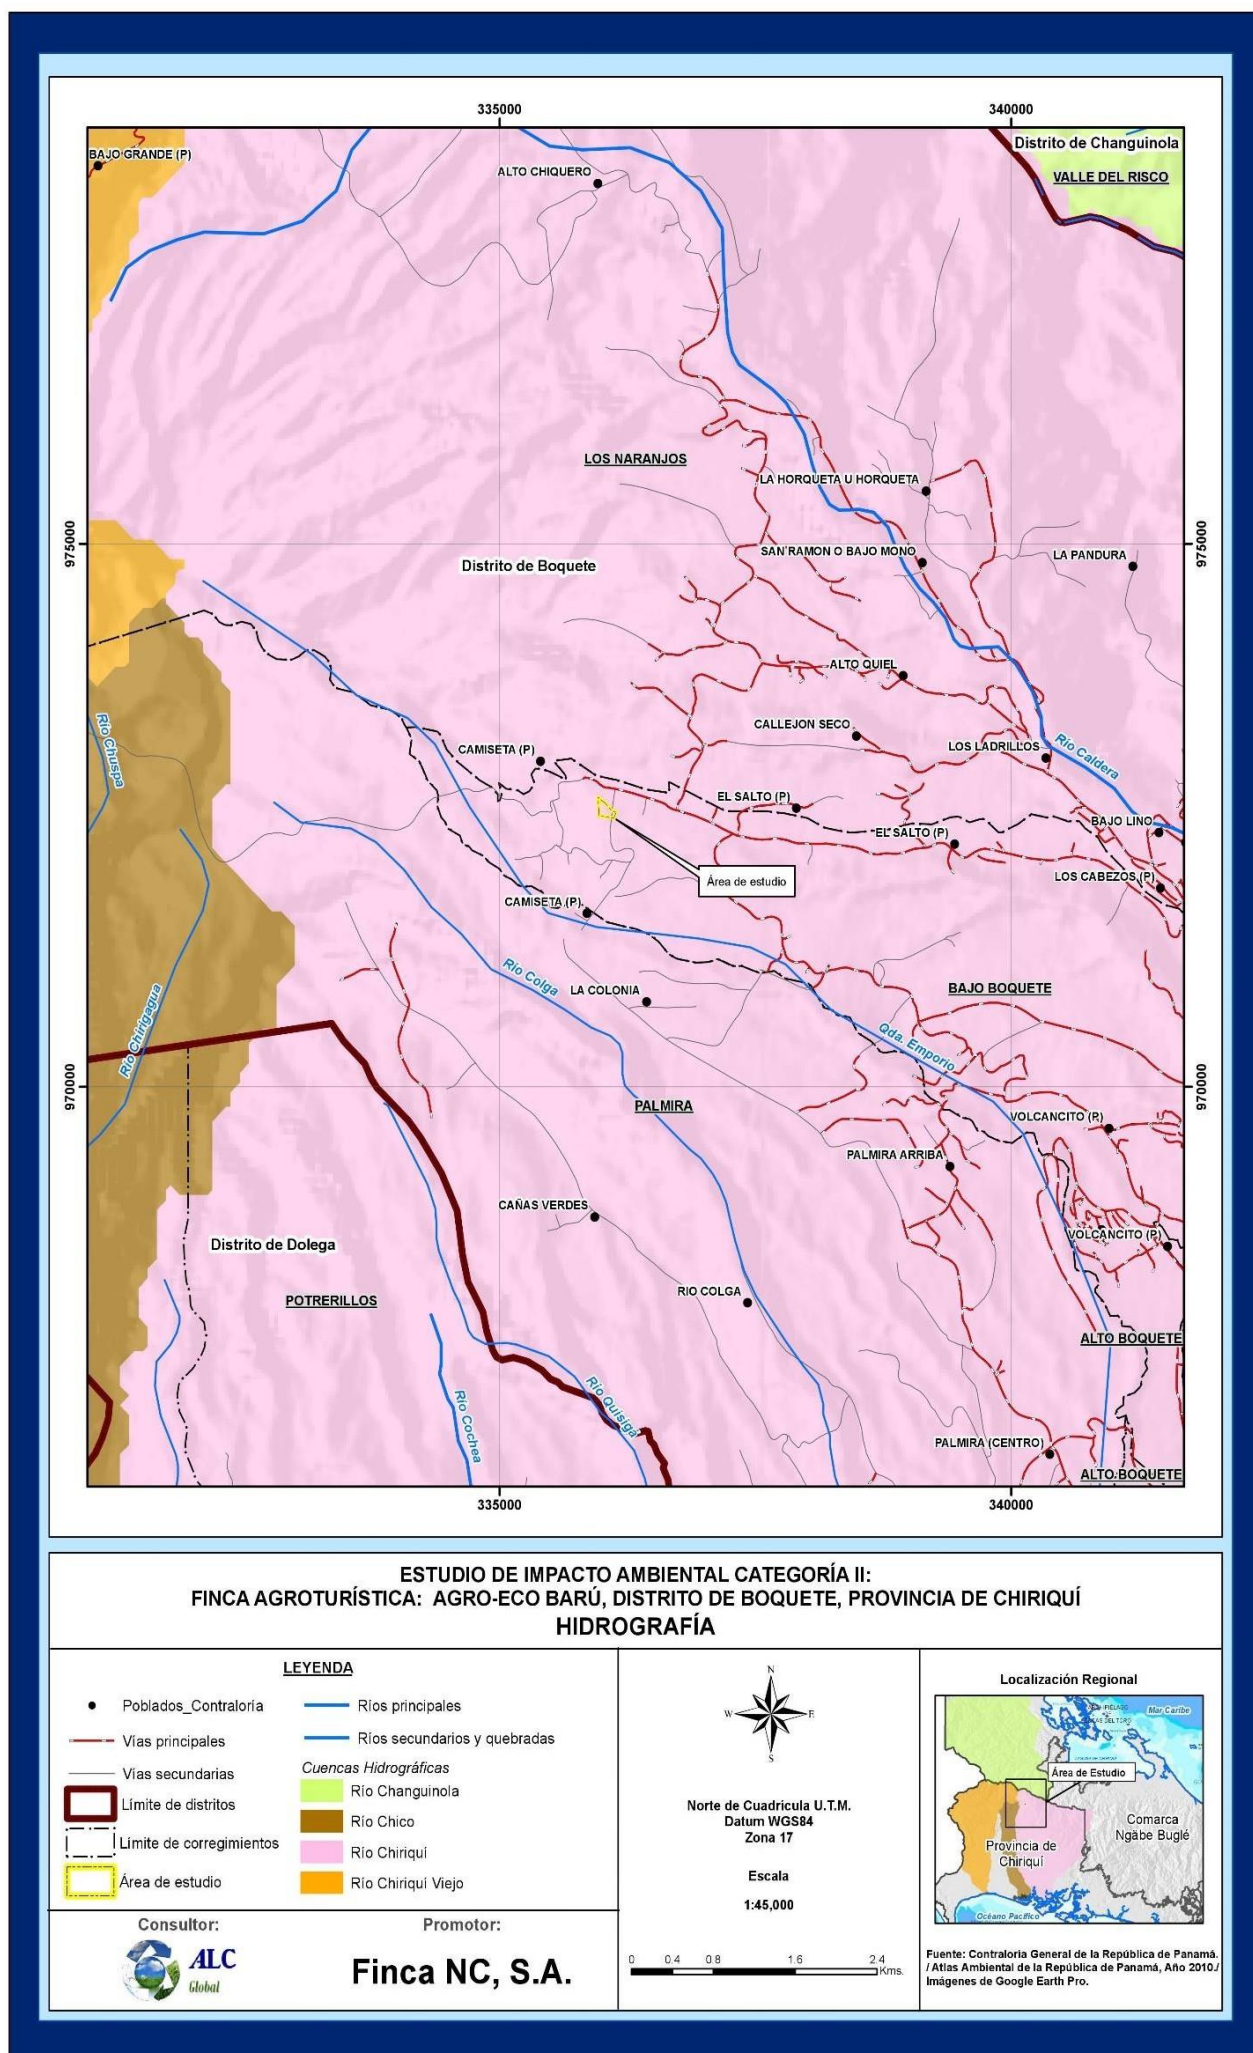 335000
340000
Distrito de Changuinola
VALLE DEL RISCO
BAJO GRANDE (P)
ALTO CHIQUERO
LOS NARANJOS
LA HORQUETA U HORQUETA
975000
975000
SAN RAMON O BAJO MONO
LA PANDURA
Distrito de Boquete
ALTO QUIEL
CALLEJON SECO
LOS LADRILLOS
Río Caldera
Río Chuspa
CAMISETA (P)
EL SALTO (P)
BAJO LINO
EL SALTO (P)
LOS CABEZOS (P)
Área de estudio
CAMISETA (P)
Río Colga
LA COLONIA
BAJO BOQUETE
Río Chirigagua
Qda. Emporio
970000
970000
PALMIRA
VOLCANCITO (P)
PALMIRA ARRIBA
CAÑAS VERDES
VOLCANCITO (P)
Distrito de Dolega
POTRERILLOS
RIO COLGA
ALTO BOQUETE
Río Quisiga
Río Cochea
PALMIRA (CENTRO)
ALTO BOQUETE
335000
340000
ESTUDIO DE IMPACTO AMBIENTAL CATEGORÍA II:
FINCA AGROTURÍSTICA: AGRO-ECO BARÚ, DISTRITO DE BOQUETE, PROVINCIA DE CHIRIQUÍ
HIDROGRAFÍA
LEYENDA
Poblados_Contraloría
Vías principales
Vías secundarias
Límite de distritos
Límite de corregimientos
Área de estudio
Ríos principales
Ríos secundarios y quebradas
Cuencas Hidrográficas
Río Changuinola
Río Chico
Río Chiriquí
Río Chiriquí Viejo
Consultor:
ALC
Global
Promotor:
Finca NC, S.A.
N
W
E
S
Norte de Cuadricula U.T.M.
Datum WGS84
Zona 17
Escala
1:45,000
0 0.4 0.8 1.6 2.4
Kms.
Localización Regional
Mar Caribe
Área de Estudio
Comarca
Ngäbe Buglé
Provincia de
Chiriquí
Océano Pacífico
Fuente: Contraloría General de la República de Panamá.
/ Atlas Ambiental de la República de Panamá, Año 2010./
Imágenes de Google Earth Pro.